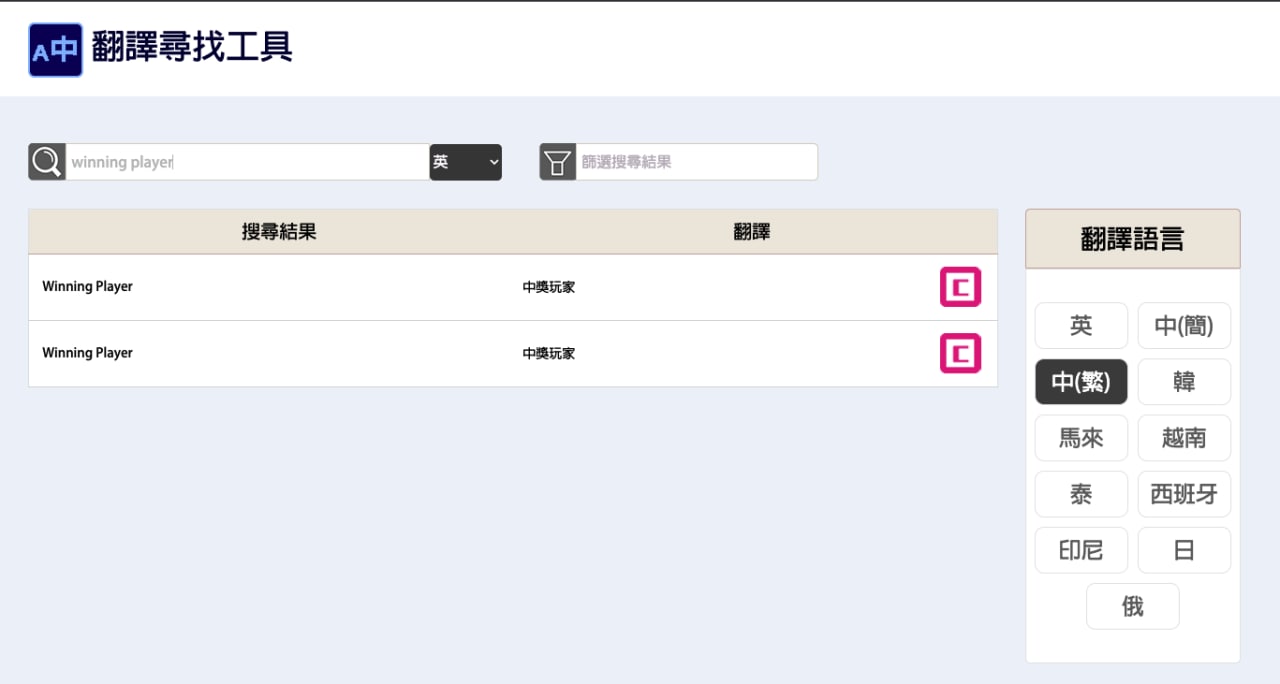 A中 翻譯尋找工具
winning player 英 篩選搜尋結果
搜尋結果 翻譯
Winning Player 中獎玩家 C
Winning Player 中獎玩家 C
翻譯語言
英 中(簡)
中(繁) 韓
馬來 越南
泰 西班牙
印尼 日
俄